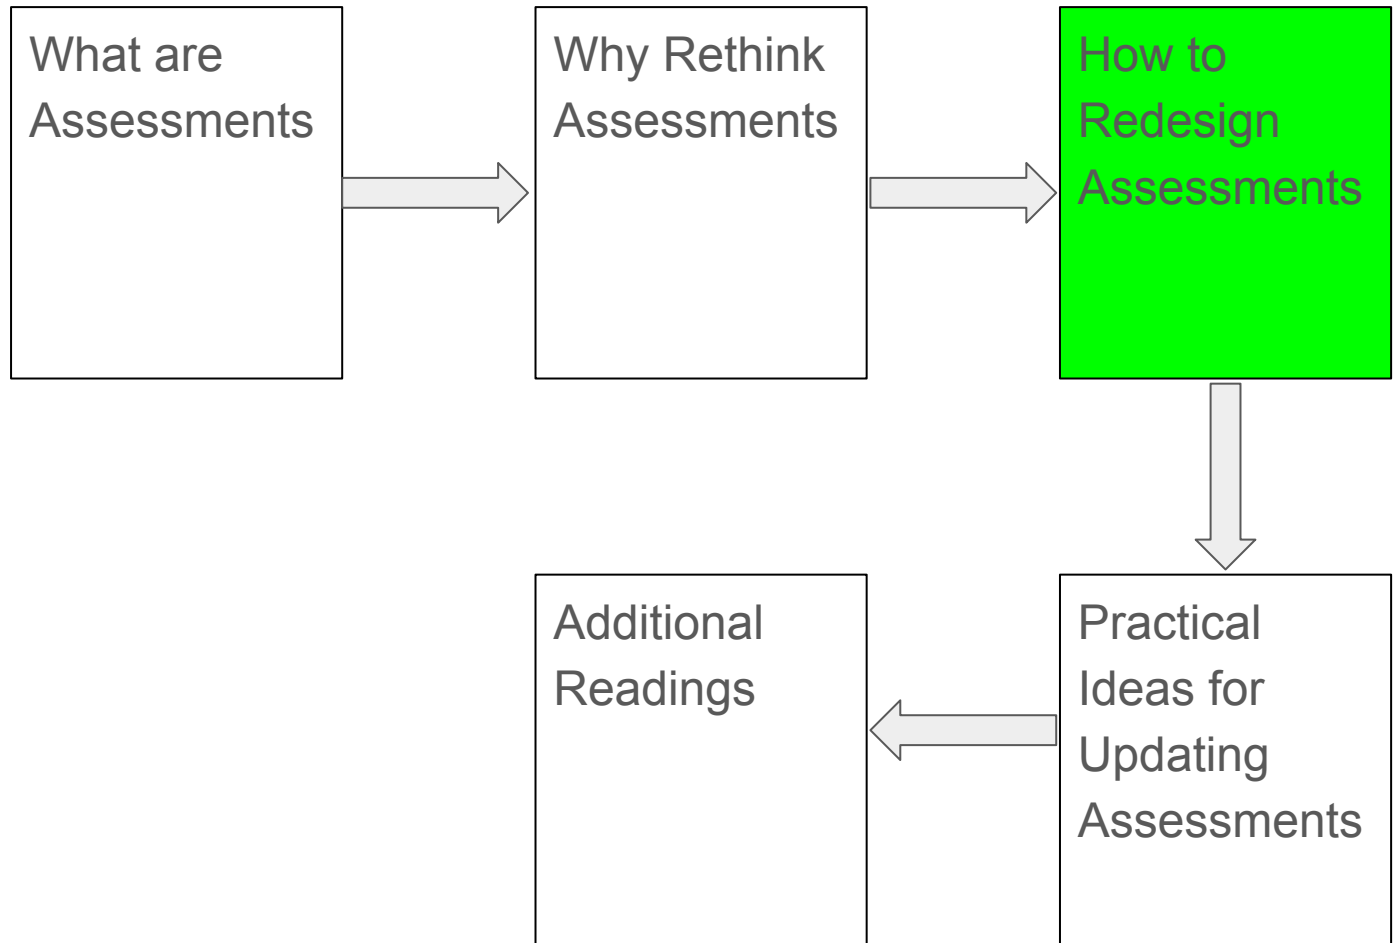 What are
Assessments
Why Rethink
Assessments
How to
Redesign
Assessments
Practical
Ideas for
Updating
Assessments
Additional
Readings